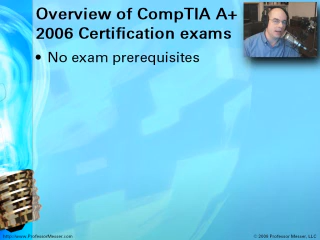 Overview of CompTIA A+
2006 Certification exams
• No exam prerequisites
http://www.ProfessorMesser.com
© 2006 Professor Messer, LLC